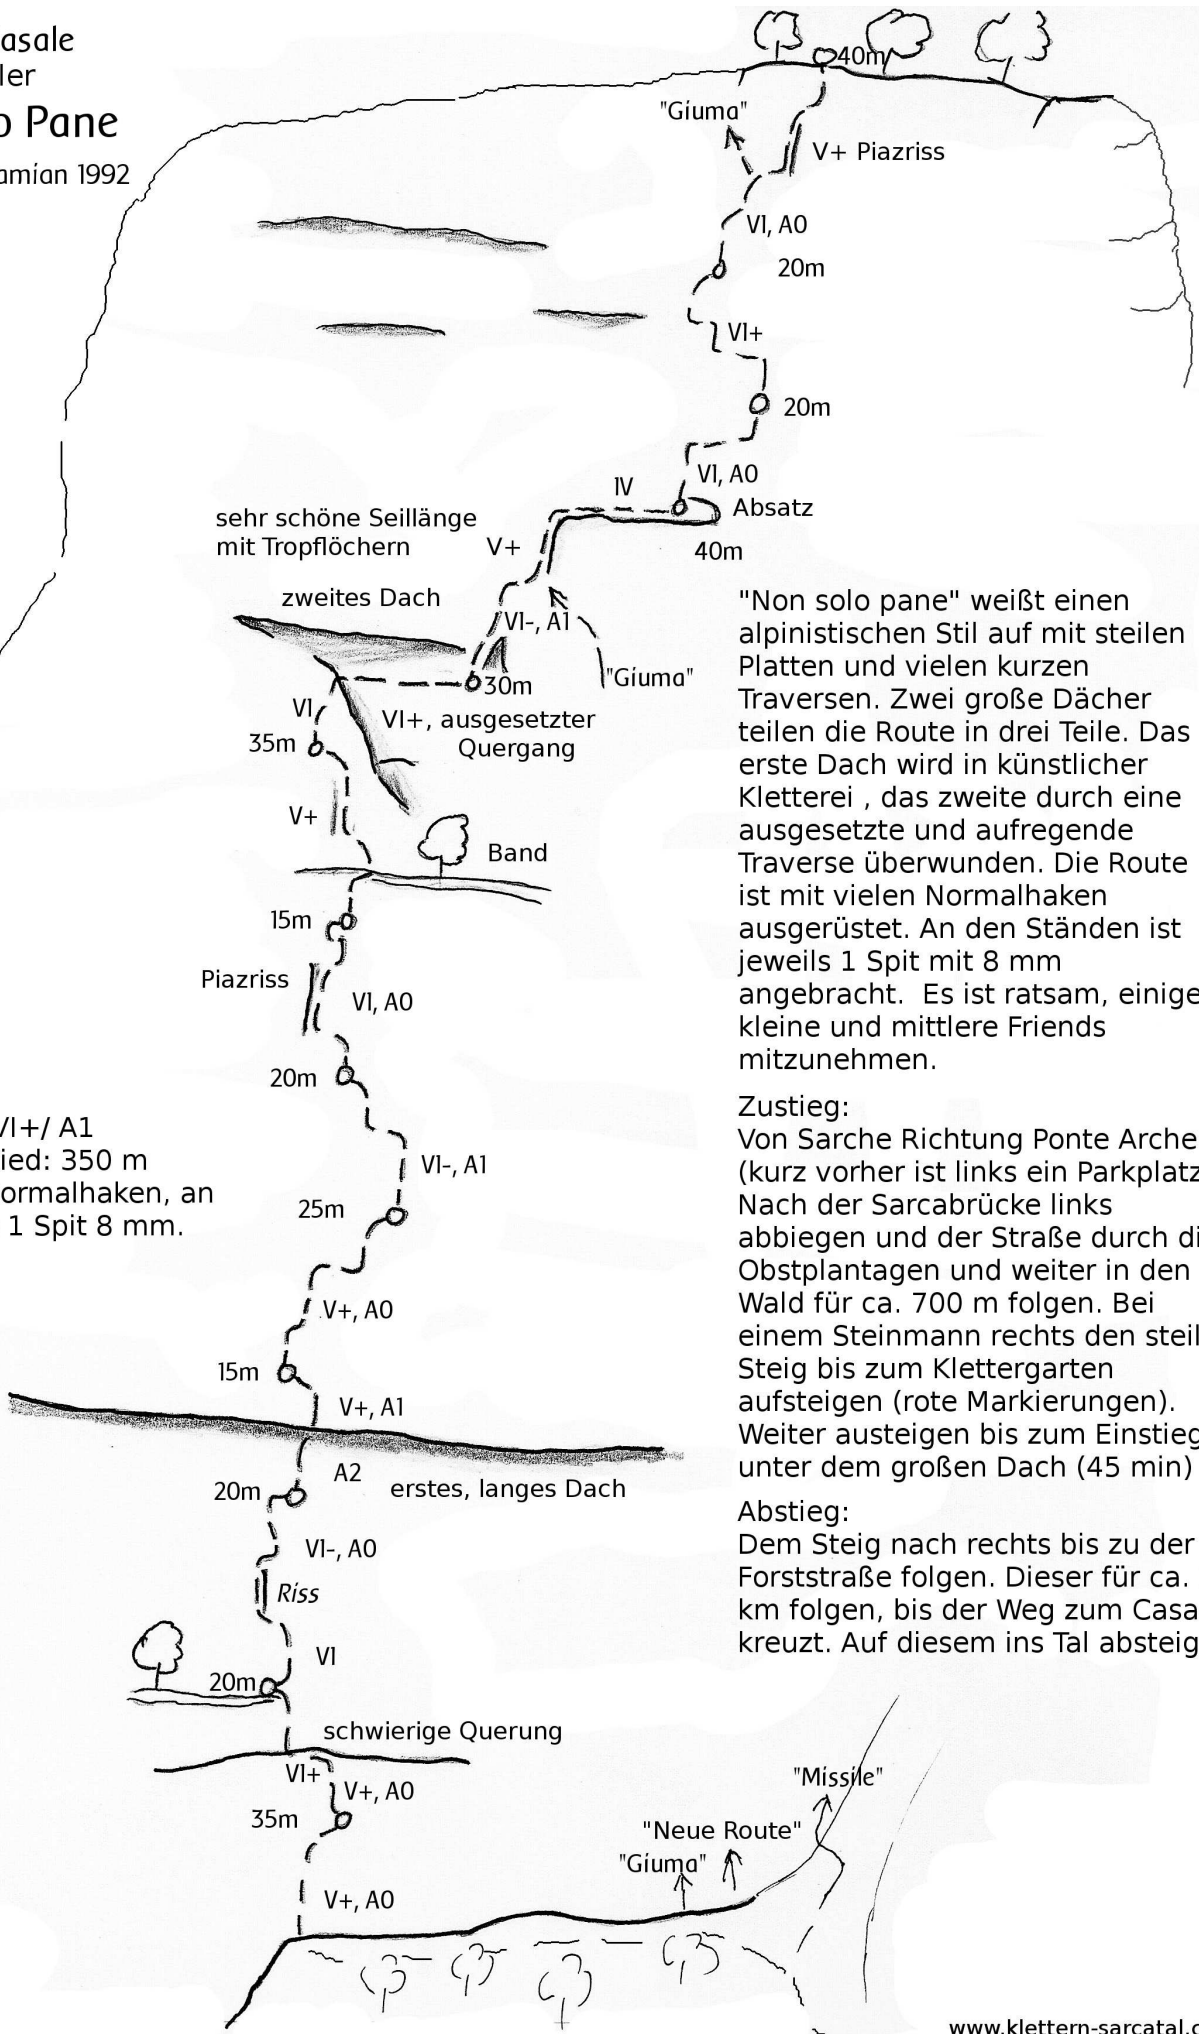 asale
ler
o Pane
amian 1992
40m
"Giuma"
V+ Piazriss
VI, A0
20m
VI+
20m
VI, A0
IV
Absatz
sehr schöne Seillänge
mit Tropflöchern
V+
40m
zweites Dach
VI-, A1
"Giuma"
30m
VI
VI+, ausgesetzter
Quergang
35m
V+
Band
15m
Piazriss
VI, A0
20m
VI-, A1
25m
V+, A0
15m
V+, A1
A2
20m
erstes, langes Dach
VI-, A0
Riss
VI
20m
schwierige Querung
VI+
V+, A0
35m
V+, A0
"Missile"
"Neue Route"
"Giuma"
VI+/ A1
ied: 350 m
ormalhaken, an
1 Spit 8 mm.
"Non solo pane" weißt einen
alpinistischen Stil auf mit steilen
Platten und vielen kurzen
Traversen. Zwei große Dächer
teilen die Route in drei Teile. Das
erste Dach wird in künstlicher
Kletterei , das zweite durch eine
ausgesetzte und aufregende
Traverse überwunden. Die Route
ist mit vielen Normalhaken
ausgerüstet. An den Ständen ist
jeweils 1 Spit mit 8 mm
angebracht.  Es ist ratsam, einige
kleine und mittlere Friends
mitzunehmen.
Zustieg:
Von Sarche Richtung Ponte Arche
(kurz vorher ist links ein Parkplatz
Nach der Sarcabrücke links
abbiegen und der Straße durch di
Obstplantagen und weiter in den
Wald für ca. 700 m folgen. Bei
einem Steinmann rechts den steil
Steig bis zum Klettergarten
aufsteigen (rote Markierungen).
Weiter austeigen bis zum Einstieg
unter dem großen Dach (45 min)
Abstieg:
Dem Steig nach rechts bis zu der
Forststraße folgen. Dieser für ca.
km folgen, bis der Weg zum Casa
kreuzt. Auf diesem ins Tal absteig
www.klettern-sarcatal.c